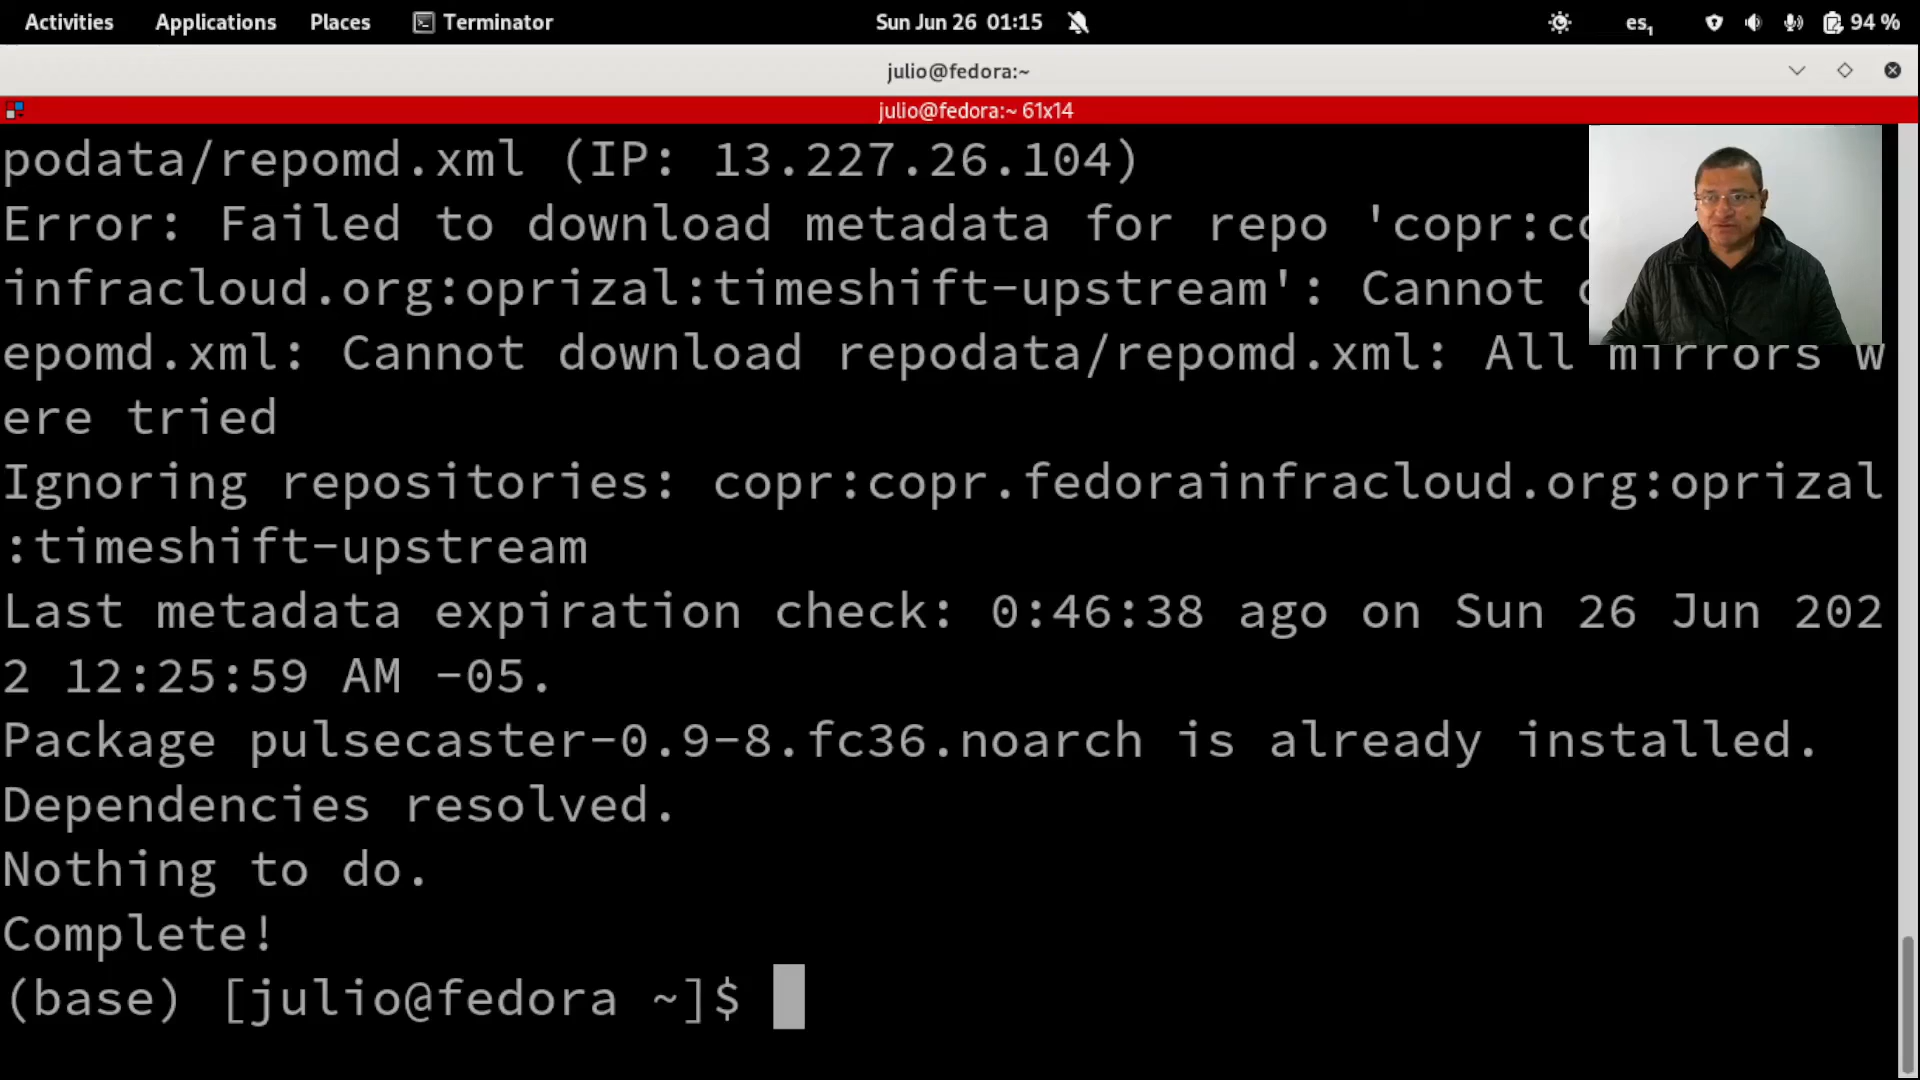 Activities Applications Places Terminator Sun Jun 26 01:15 es1 94 %
julio@fedora:~
julio@fedora:~ 61x14
podata/repomd.xml (IP: 13.227.26.104)
Error: Failed to download metadata for repo 'copr:co
infracloud.org:oprizal:timeshift-upstream': Cannot
epomd.xml: Cannot download repodata/repomd.xml: All mirrors w
ere tried
Ignoring repositories: copr:copr.fedorainfracloud.org:oprizal
:timeshift-upstream
Last metadata expiration check: 0:46:38 ago on Sun 26 Jun 202
2 12:25:59 AM -05.
Package pulsecaster-0.9-8.fc36.noarch is already installed.
Dependencies resolved.
Nothing to do.
Complete!
(base) [julio@fedora ~]$